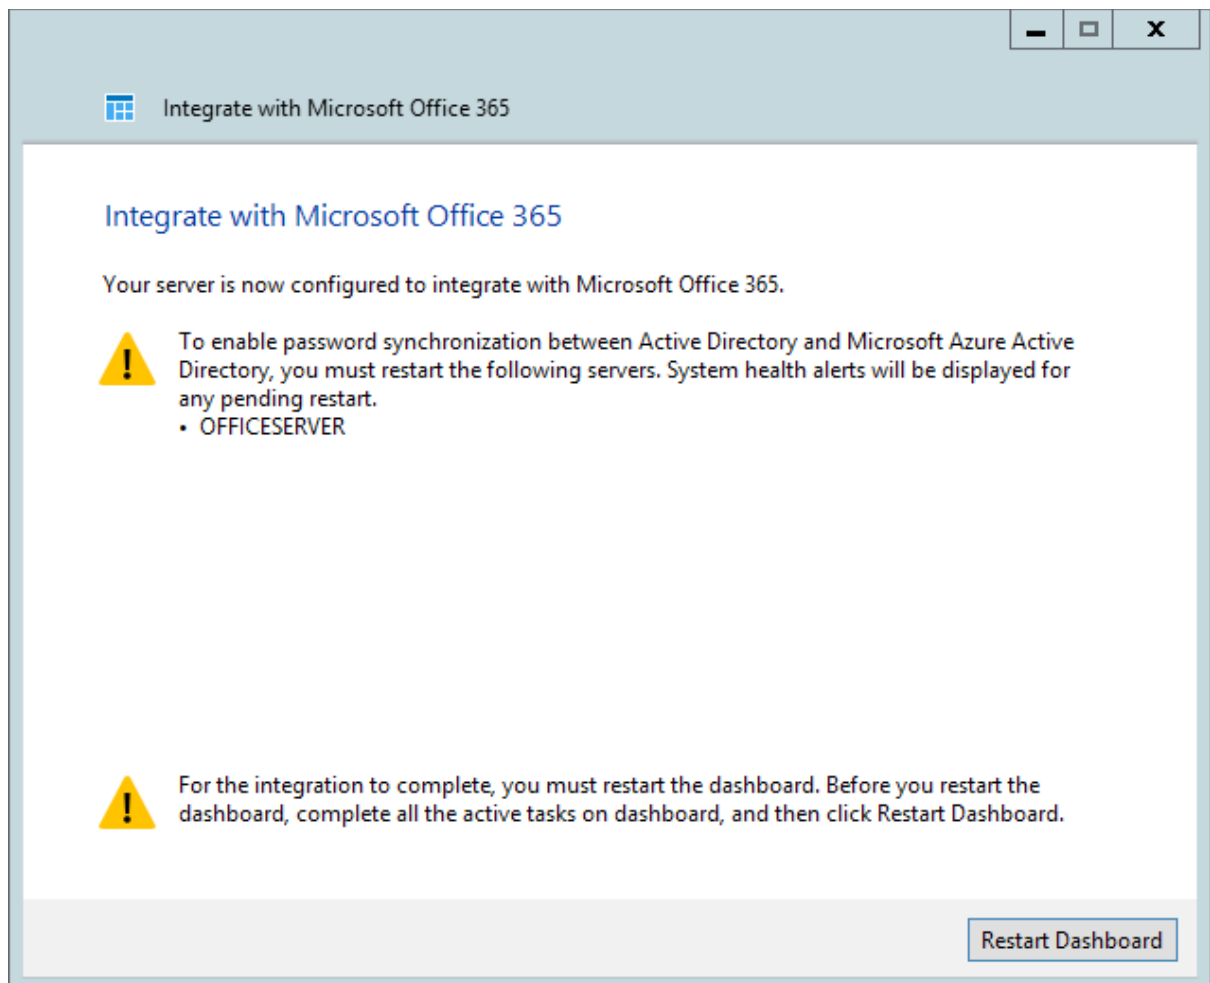 Integrate with Microsoft Office 365
Integrate with Microsoft Office 365
Your server is now configured to integrate with Microsoft Office 365.
To enable password synchronization between Active Directory and Microsoft Azure Active
Directory, you must restart the following servers. System health alerts will be displayed for
any pending restart.
• OFFICESERVER
For the integration to complete, you must restart the dashboard. Before you restart the
dashboard, complete all the active tasks on dashboard, and then click Restart Dashboard.
Restart Dashboard